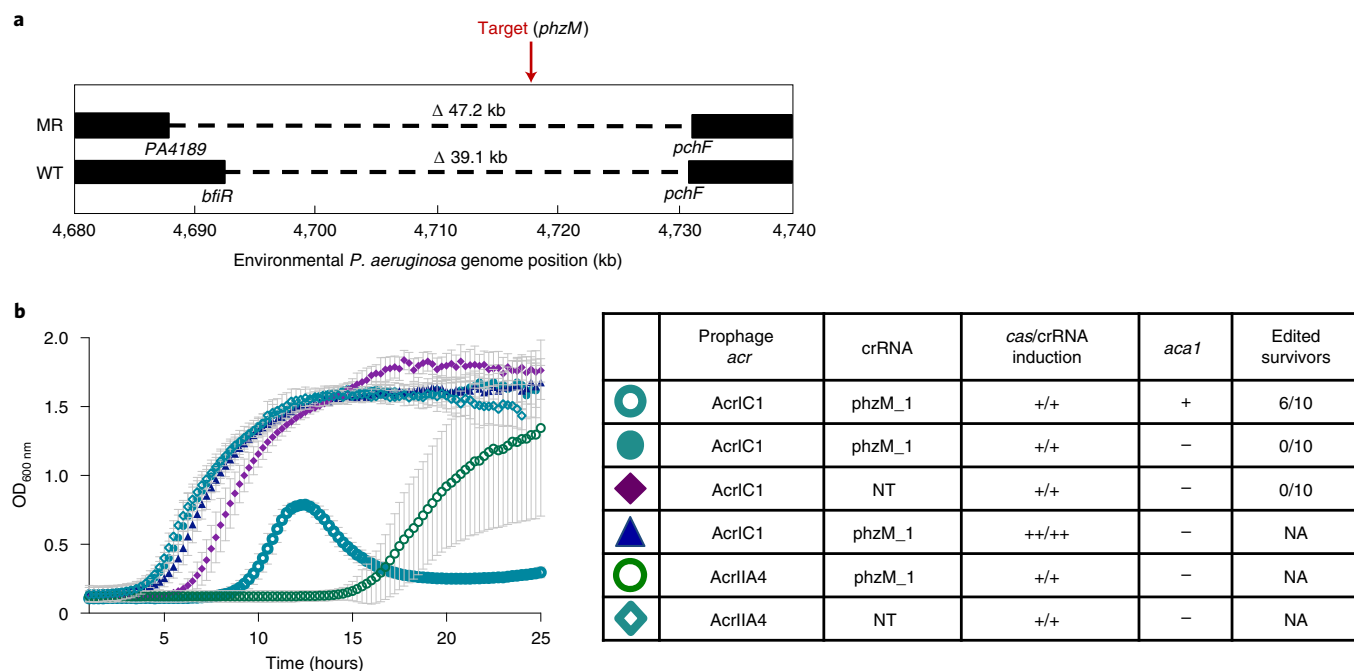 a
Target (phzM)
MR
Δ 47.2 kb
PA4189
pchF
WT
Δ 39.1 kb
bfiR
pchF
4,680 4,690 4,700 4,710 4,720 4,730 4,740
Environmental P. aeruginosa genome position (kb)
b
2.0
1.5
1.0
0.5
0
OD600 nm
5 10 15 20 25
Time (hours)
Prophage acr crRNA cas/crRNA induction aca1 Edited survivors
AcrIC1 phzM_1 +/+ + 6/10
AcrIC1 phzM_1 +/+ – 0/10
AcrIC1 NT +/+ – 0/10
AcrIC1 phzM_1 ++/++ – NA
AcrIIA4 phzM_1 +/+ – NA
AcrIIA4 NT +/+ – NA